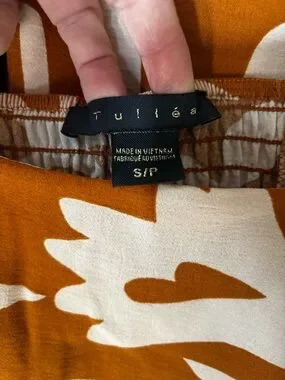 Tulléa
MADE IN VIETNAM
FABRIQUÉ AU VIETNAM
S/P